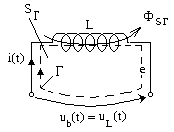 S_Γ
L
Φ_SΓ
i(t)
Γ
e
u_b(t) = u_L(t)